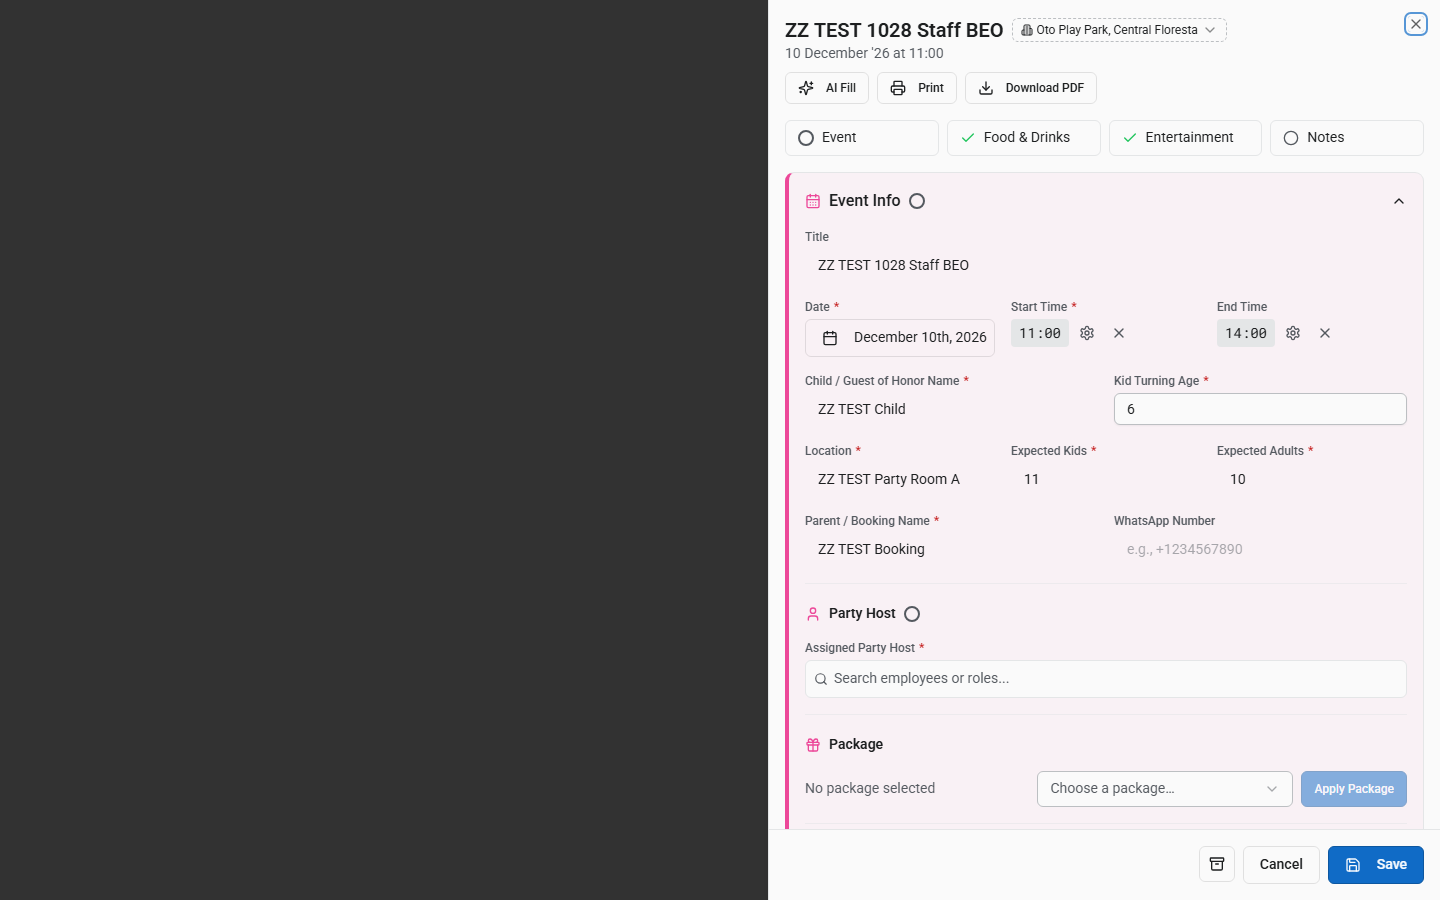 ZZ TEST 1028 Staff BEO
Oto Play Park, Central Floresta
10 December '26 at 11:00
AI Fill
Print
Download PDF
Event
Food & Drinks
Entertainment
Notes
Event Info
Title
ZZ TEST 1028 Staff BEO
Date *
Start Time *
End Time
December 10th, 2026
11:00
14:00
Child / Guest of Honor Name *
Kid Turning Age *
ZZ TEST Child
6
Location *
Expected Kids *
Expected Adults *
ZZ TEST Party Room A
11
10
Parent / Booking Name *
WhatsApp Number
ZZ TEST Booking
e.g., +1234567890
Party Host
Assigned Party Host *
Search employees or roles...
Package
No package selected
Choose a package...
Apply Package
Cancel
Save